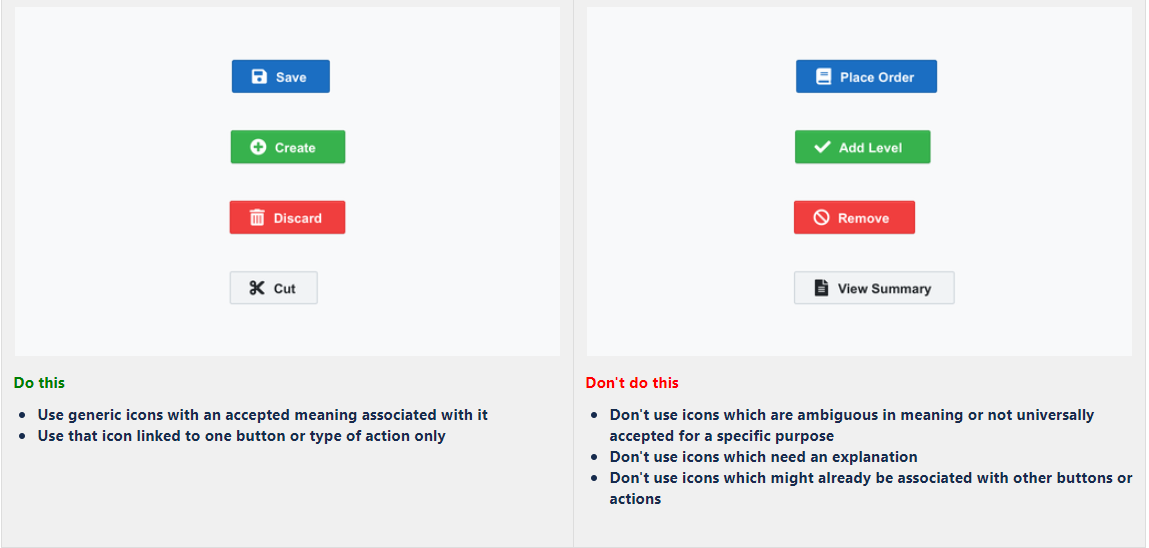 Save
Create
Discard
Cut
Do this
Use generic icons with an accepted meaning associated with it
Use that icon linked to one button or type of action only
Place Order
Add Level
Remove
View Summary
Don't do this
Don't use icons which are ambiguous in meaning or not universally
accepted for a specific purpose
Don't use icons which need an explanation
Don't use icons which might already be associated with other buttons or
actions